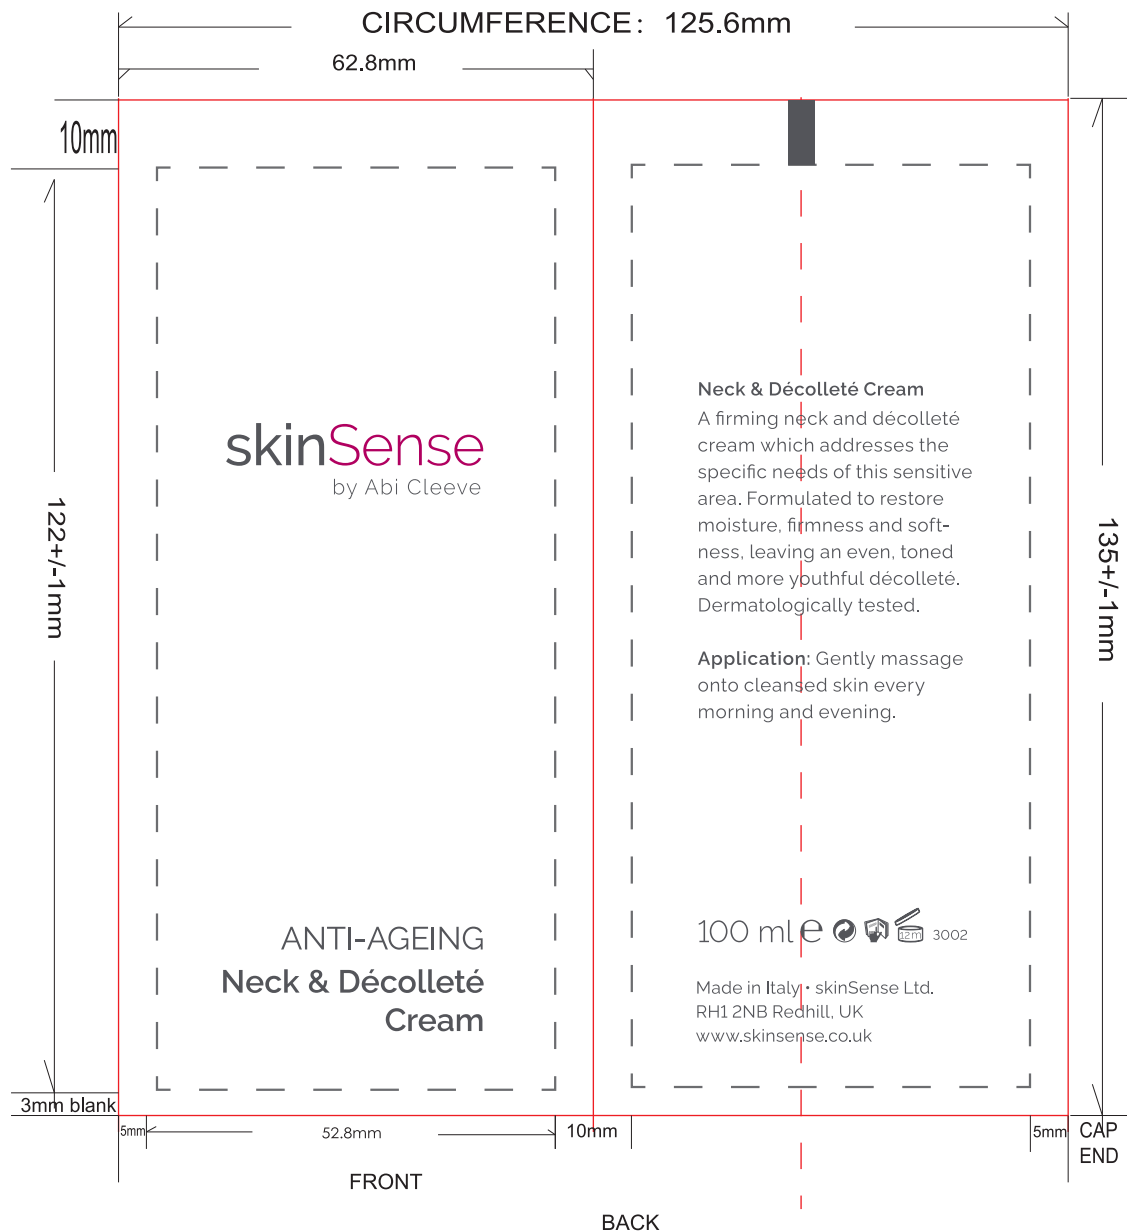 CIRCUMFERENCE: 125.6mm
62.8mm
10mm
122+/-1mm
135+/-1mm
skinSense
by Abi Cleeve
ANTI-AGEING
Neck & Décolleté
Cream
Neck & Décolleté Cream
A firming neck and décolleté
cream which addresses the
specific needs of this sensitive
area. Formulated to restore
moisture, firmness and soft-
ness, leaving an even, toned
and more youthful décolleté.
Dermatologically tested.
Application: Gently massage
onto cleansed skin every
morning and evening.
100 ml e 12m 3002
Made in Italy • skinSense Ltd.
RH1 2NB Redhill, UK
www.skinsense.co.uk
3mm blank
5mm
52.8mm
10mm
5mm
CAP
END
FRONT
BACK